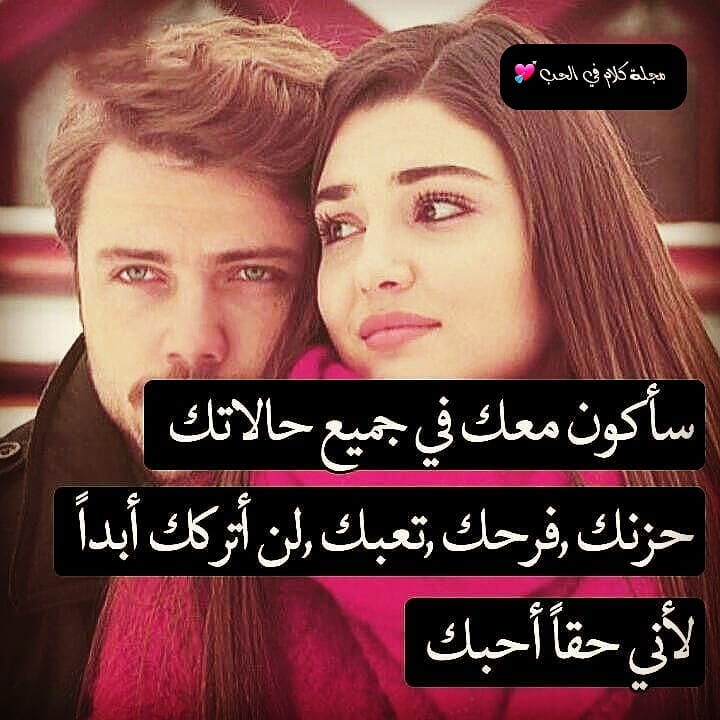 مجلة كلام في الحب 💘
سأكون معك في جميع حالاتك
حزنك ,فرحك ,تعبك ,لن أتركك أبداً
لأني حقاً أحبك